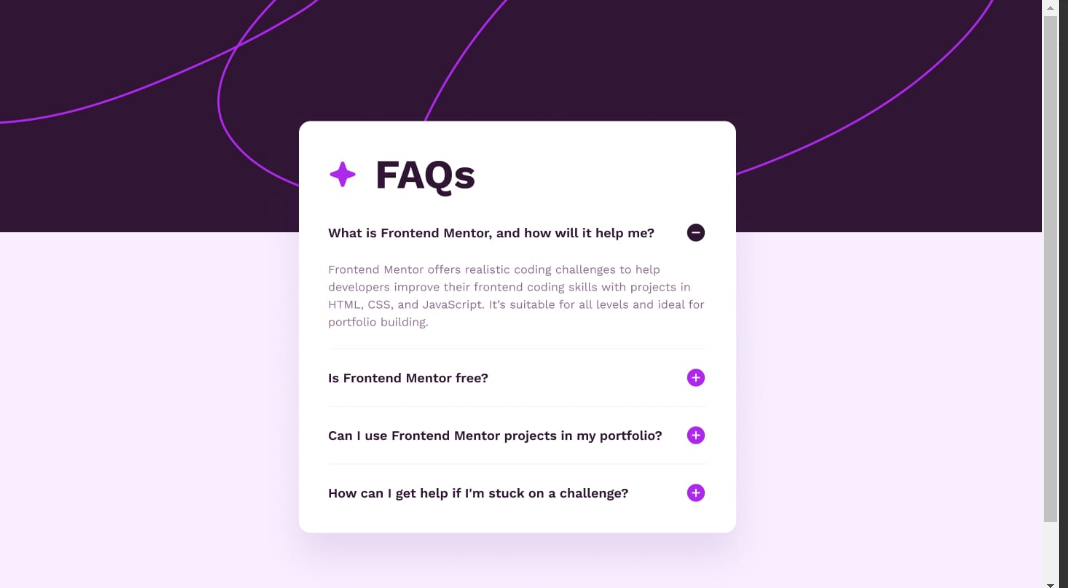 FAQs
What is Frontend Mentor, and how will it help me?
Frontend Mentor offers realistic coding challenges to help
developers improve their frontend coding skills with projects in
HTML, CSS, and JavaScript. It's suitable for all levels and ideal for
portfolio building.
Is Frontend Mentor free?
Can I use Frontend Mentor projects in my portfolio?
How can I get help if I'm stuck on a challenge?